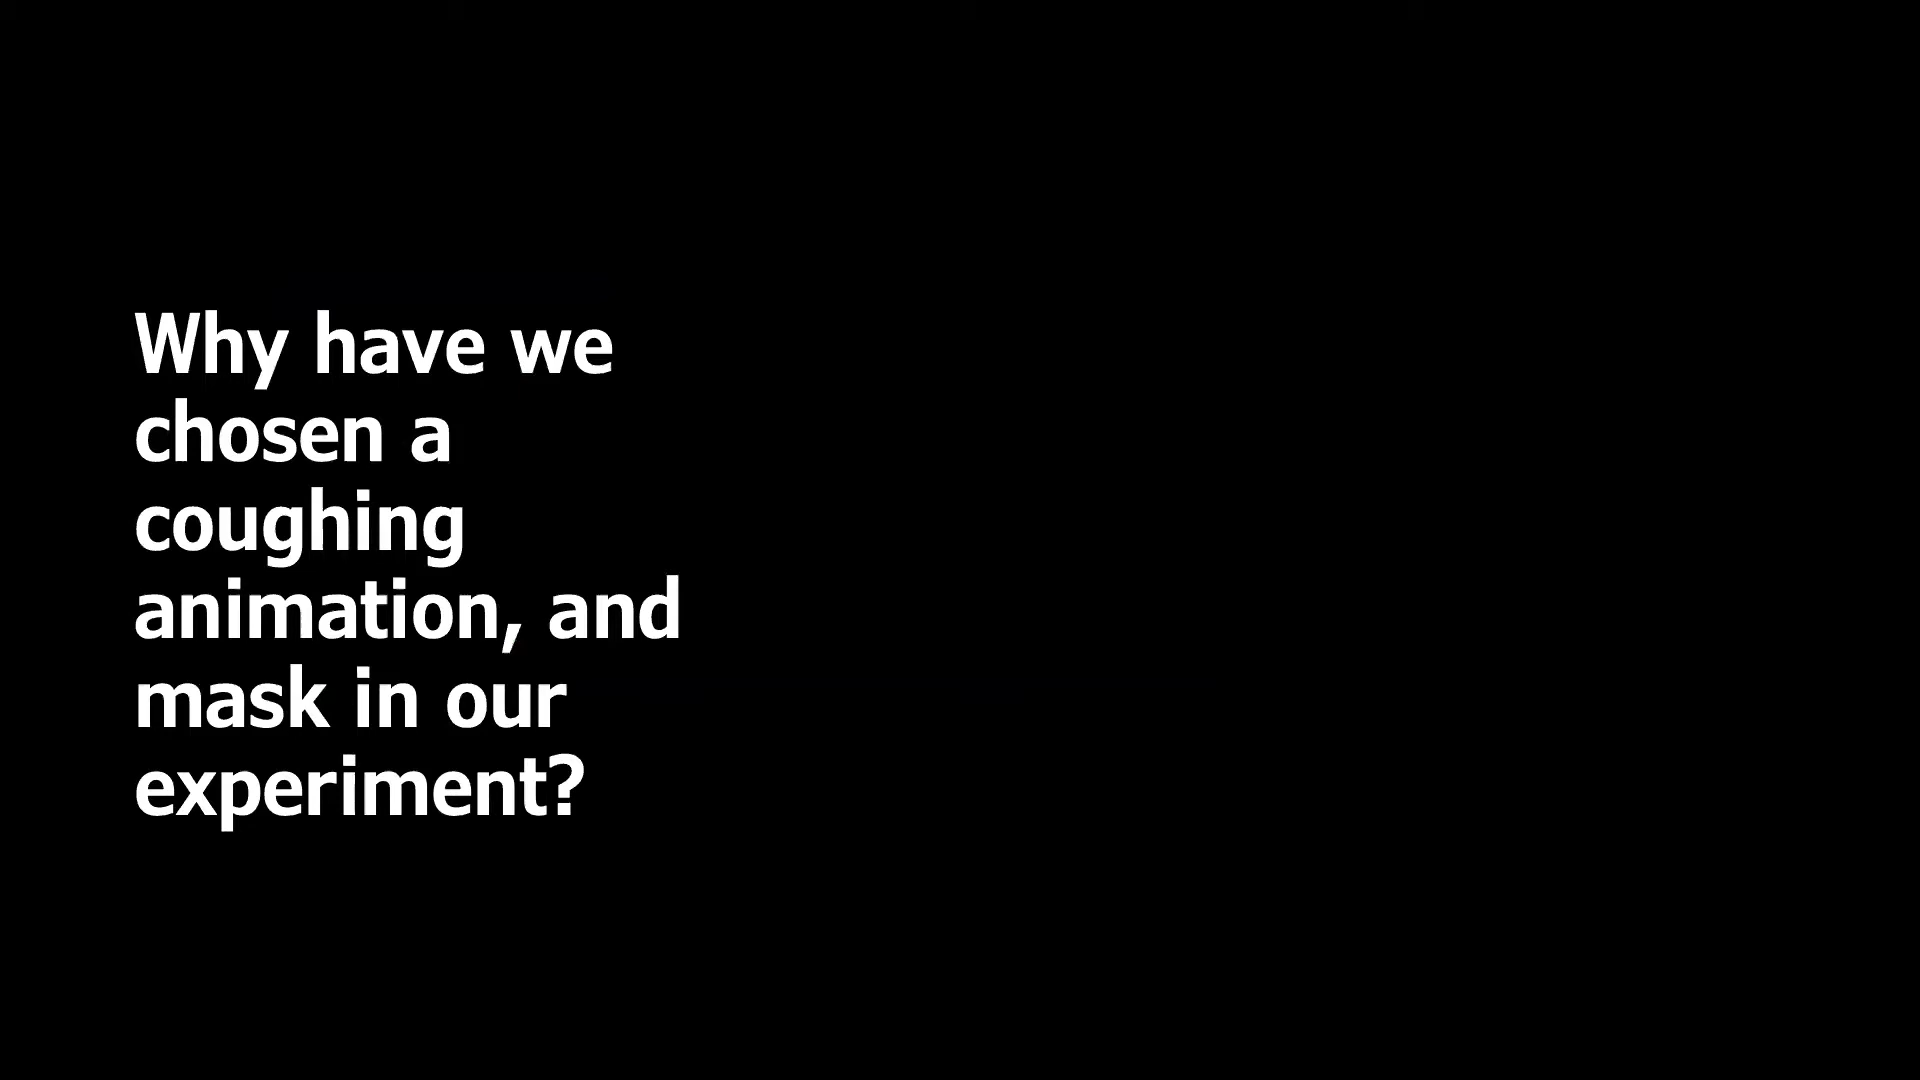 Why have we
chosen a
coughing
animation, and
mask in our
experiment?